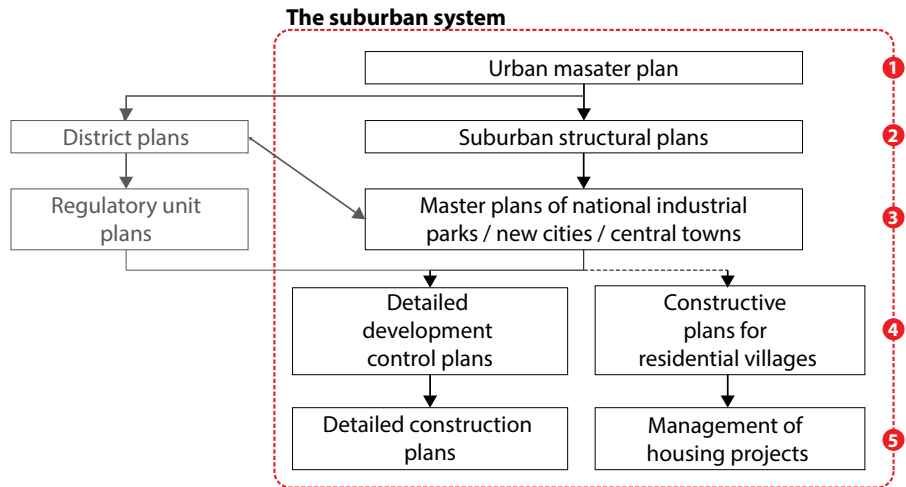 The suburban system
Urban masater plan
1
District plans
Suburban structural plans
2
Regulatory unit
plans
Master plans of national industrial
parks / new cities / central towns
3
Detailed
development
control plans
Constructive
plans for
residential villages
4
Detailed construction
plans
Management of
housing projects
5